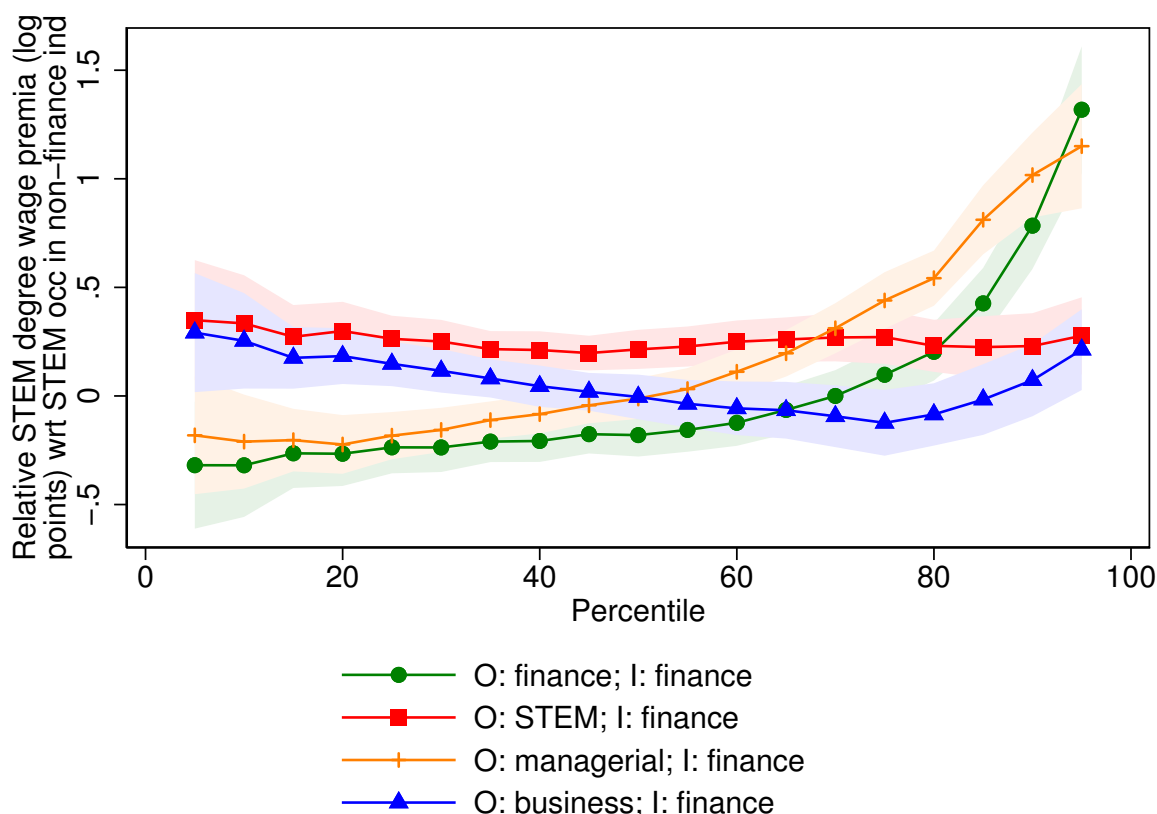 Relative STEM degree wage premia (log
points) wrt STEM occ in non−finance ind
1.5
1
.5
0
−.5
0 20 40 60 80 100
Percentile
O: finance; I: finance
O: STEM; I: finance
O: managerial; I: finance
O: business; I: finance